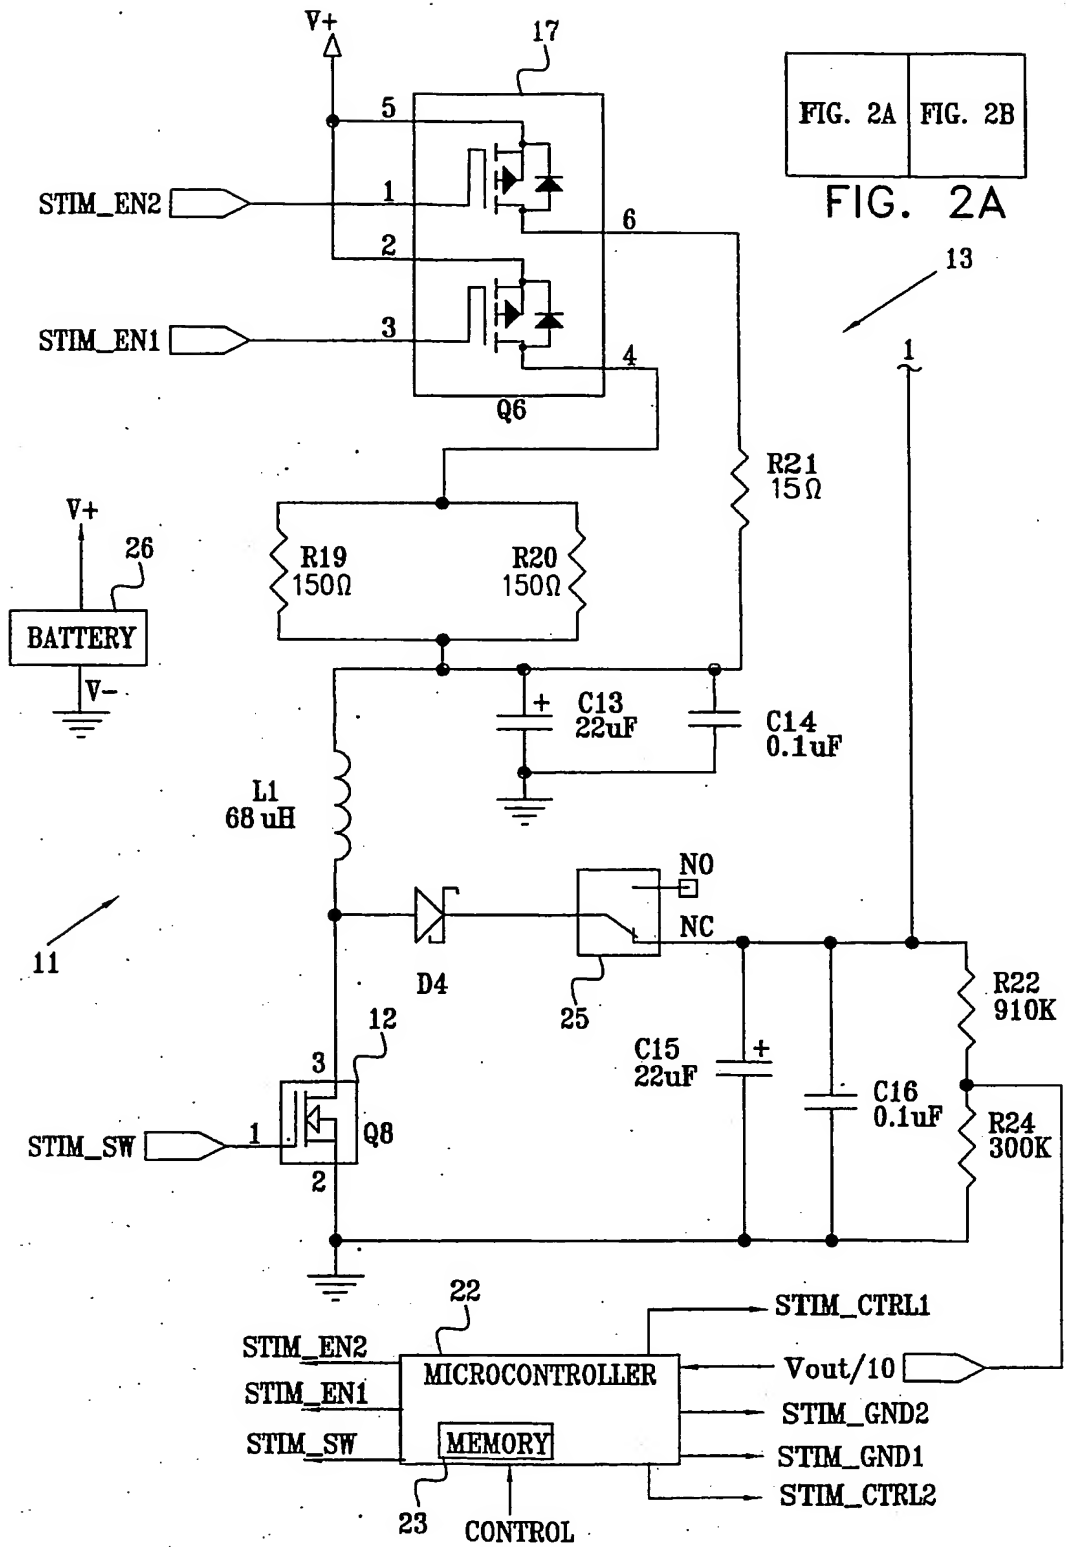 V+
17
5
FIG. 2A FIG. 2B
FIG. 2A
STIM_EN2
1
6
2
13
STIM_EN1
3
4
1
Q6
R21
15Ω
V+
26
R19
150Ω
R20
150Ω
BATTERY
V-
+
C13
22uF
C14
0.1uF
L1
68 uH
NO
NC
11
D4
25
R22
910K
12
3
C15
22uF
+
C16
0.1uF
STIM_SW
1
Q8
R24
300K
2
22
STIM_CTRL1
STIM_EN2
MICROCONTROLLER
Vout/10
STIM_EN1
STIM_GND2
STIM_SW
MEMORY
STIM_GND1
23
STIM_CTRL2
CONTROL